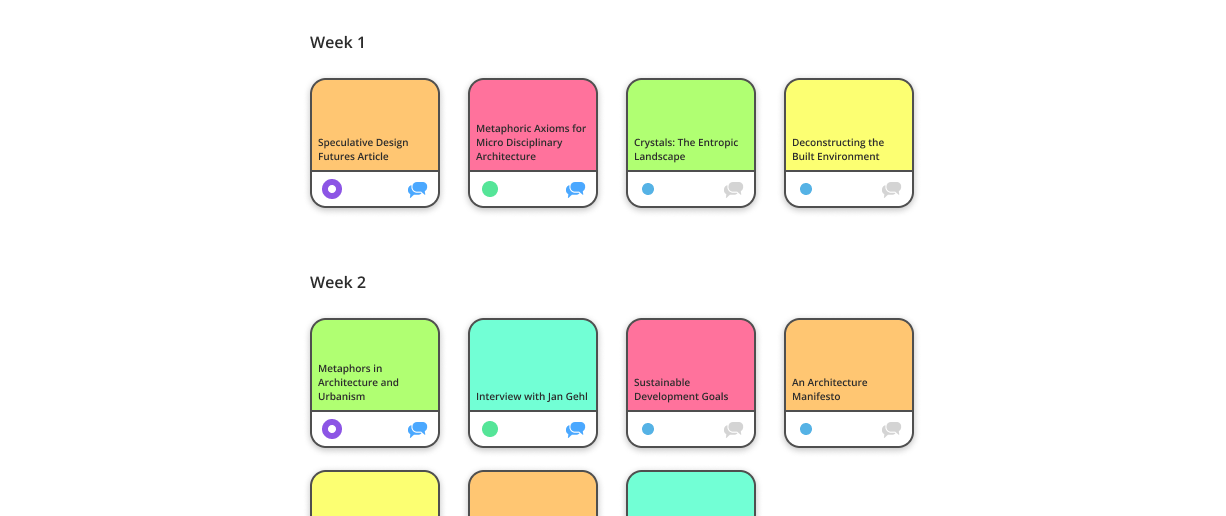 Week 1
Speculative Design
Futures Article
Metaphoric Axioms for
Micro Disciplinary
Architecture
Crystals: The Entropic
Landscape
Deconstructing the
Built Environment
Week 2
Metaphors in
Architecture and
Urbanism
Interview with Jan Gehl
Sustainable
Development Goals
An Architecture
Manifesto